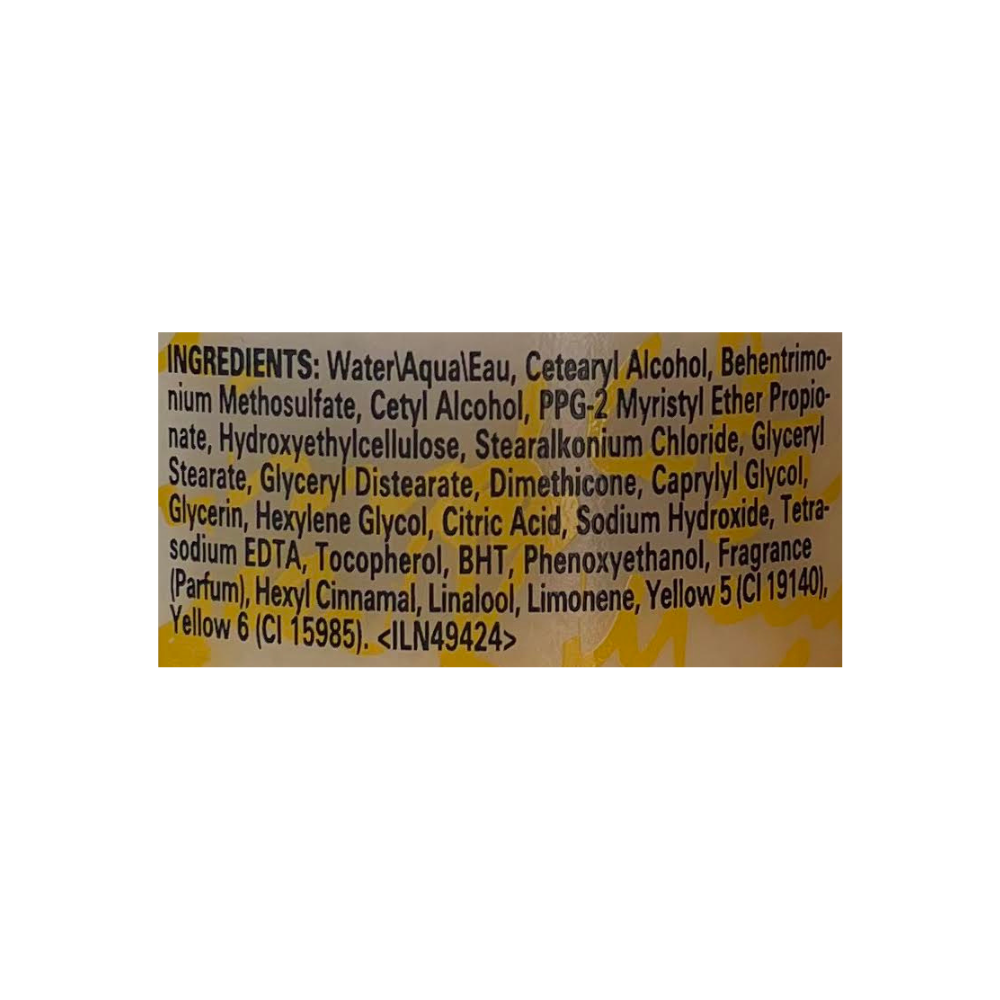 INGREDIENTS: Water\Aqua\Eau, Cetearyl Alcohol, Behentrimo-
nium Methosulfate, Cetyl Alcohol, PPG-2 Myristyl Ether Propio-
nate, Hydroxyethylcellulose, Stearalkonium Chloride, Glyceryl
Stearate, Glyceryl Distearate, Dimethicone, Caprylyl Glycol,
Glycerin, Hexylene Glycol, Citric Acid, Sodium Hydroxide, Tetra-
sodium EDTA, Tocopherol, BHT, Phenoxyethanol, Fragrance
(Parfum), Hexyl Cinnamal, Linalool, Limonene, Yellow 5 (CI 19140),
Yellow 6 (CI 15985). <ILN49424>